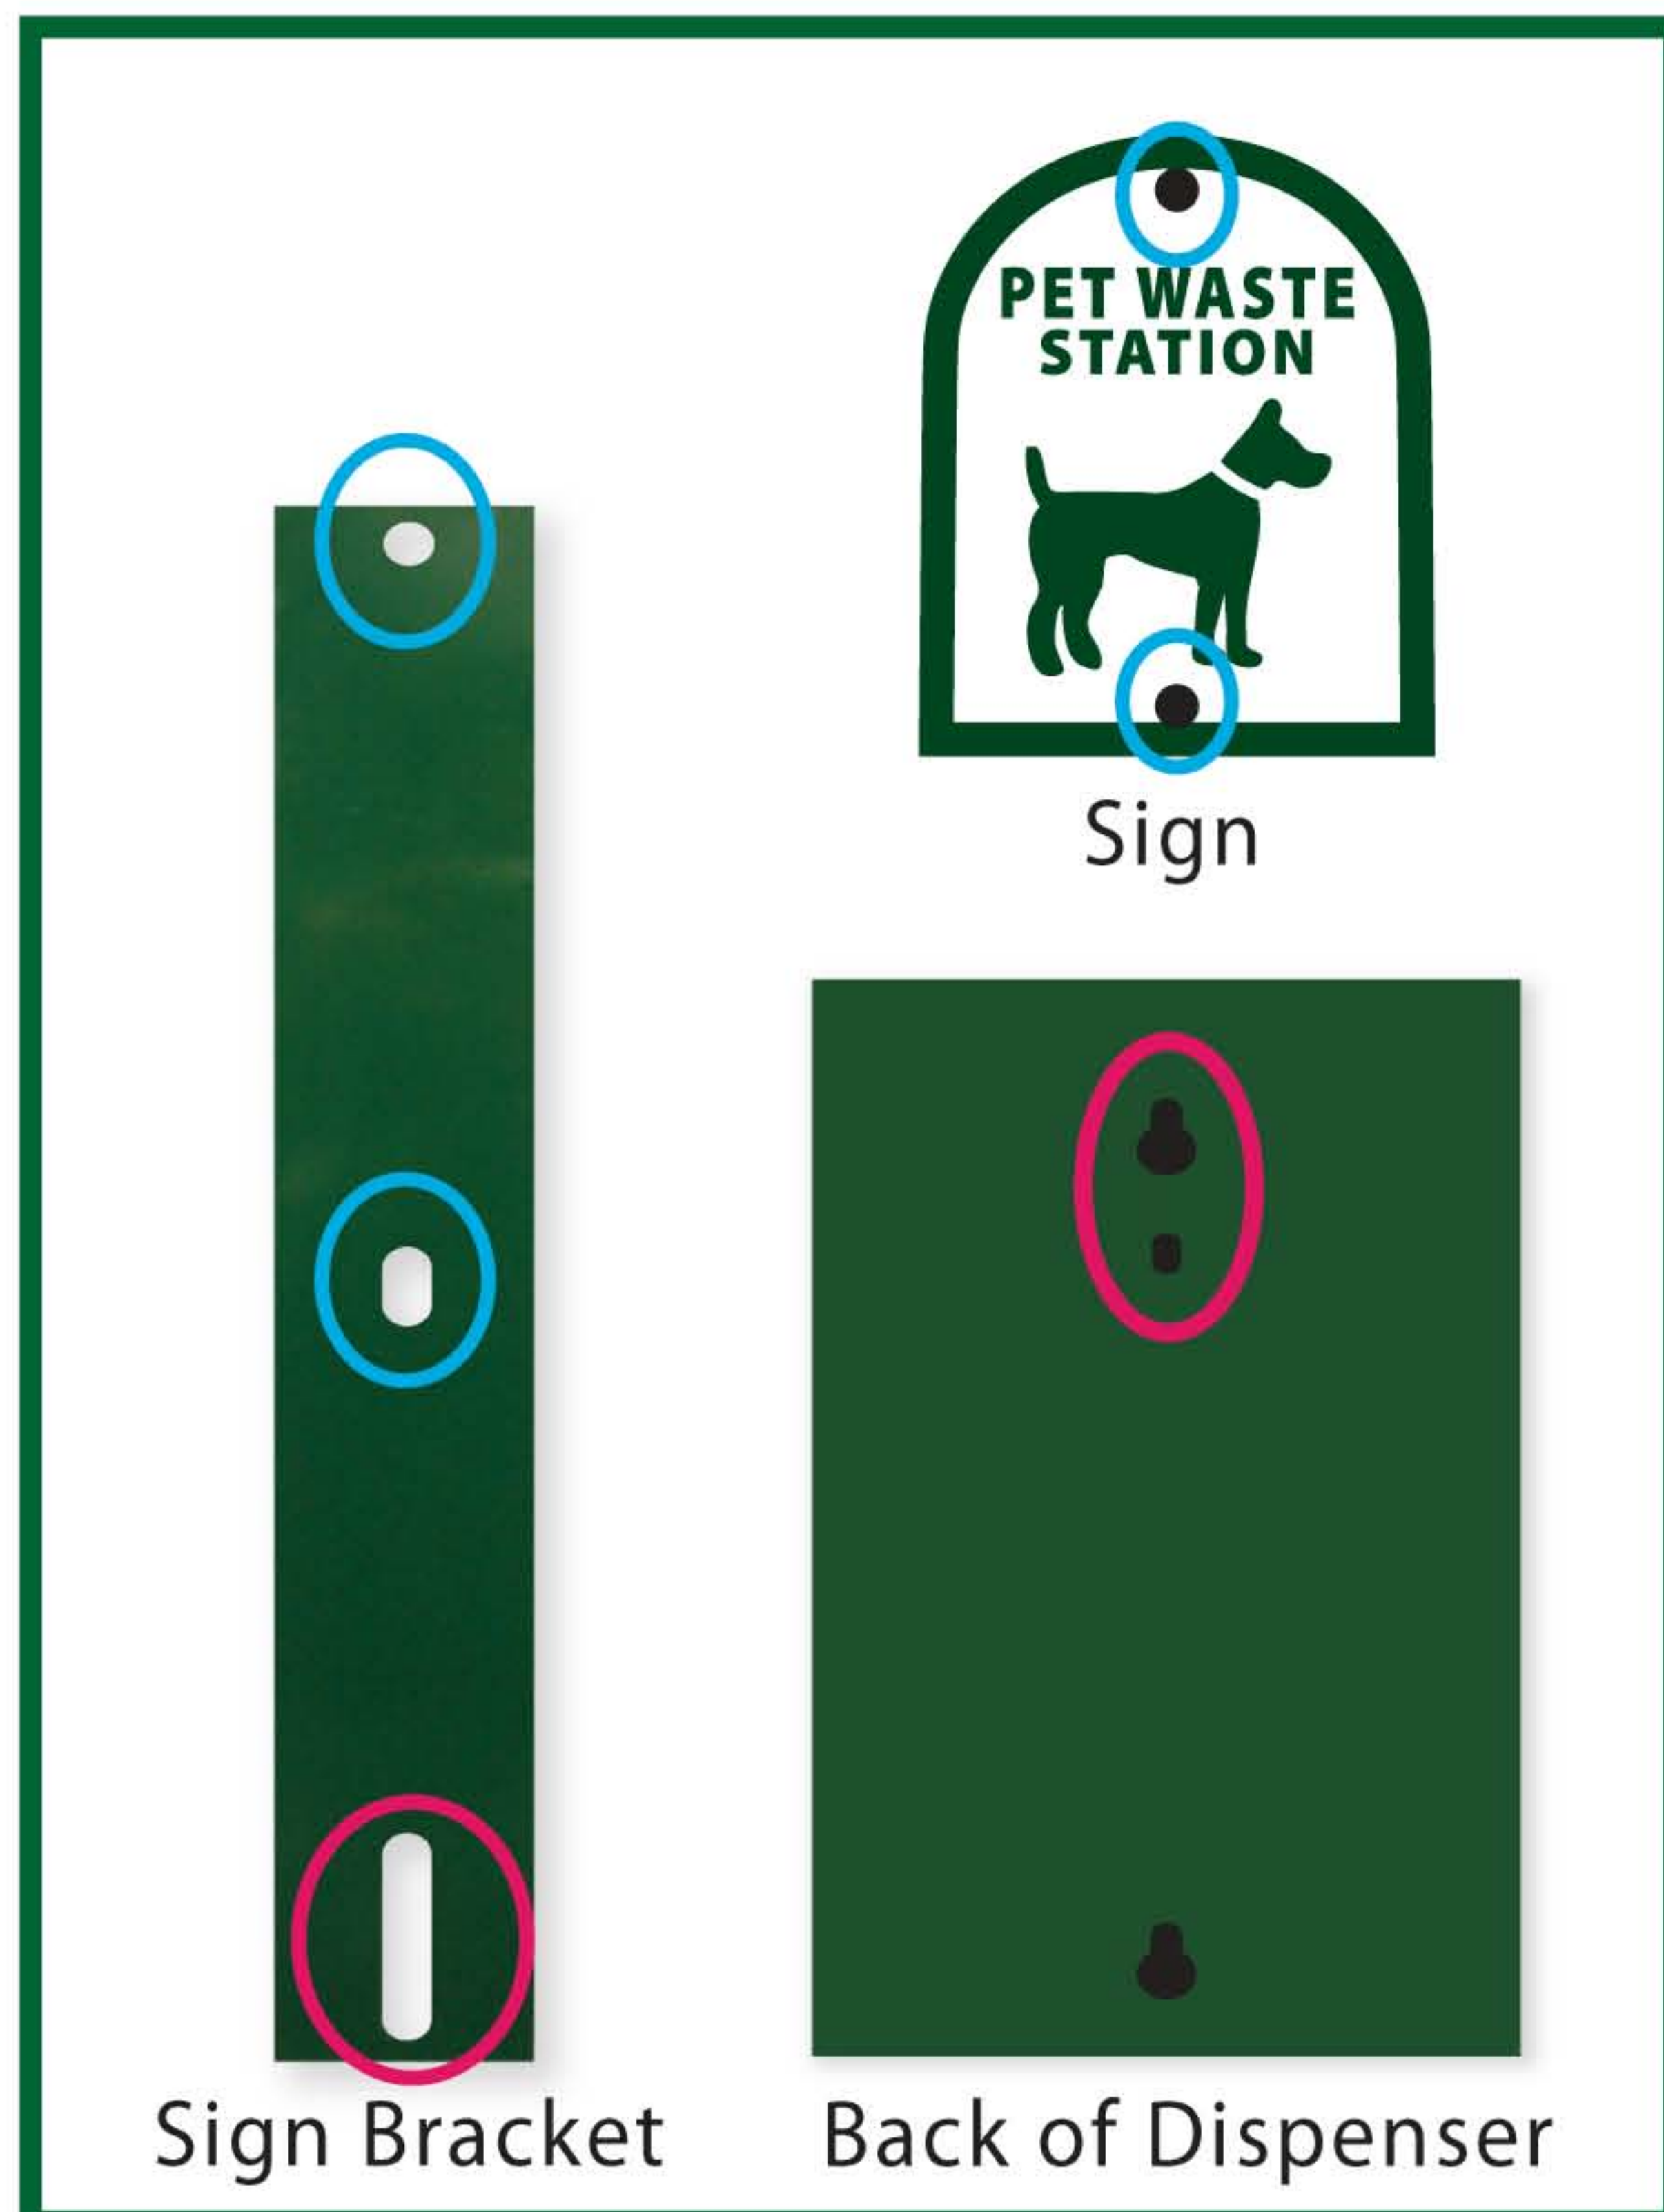 PET WASTE
STATION
Sign
Sign Bracket
Back of Dispenser